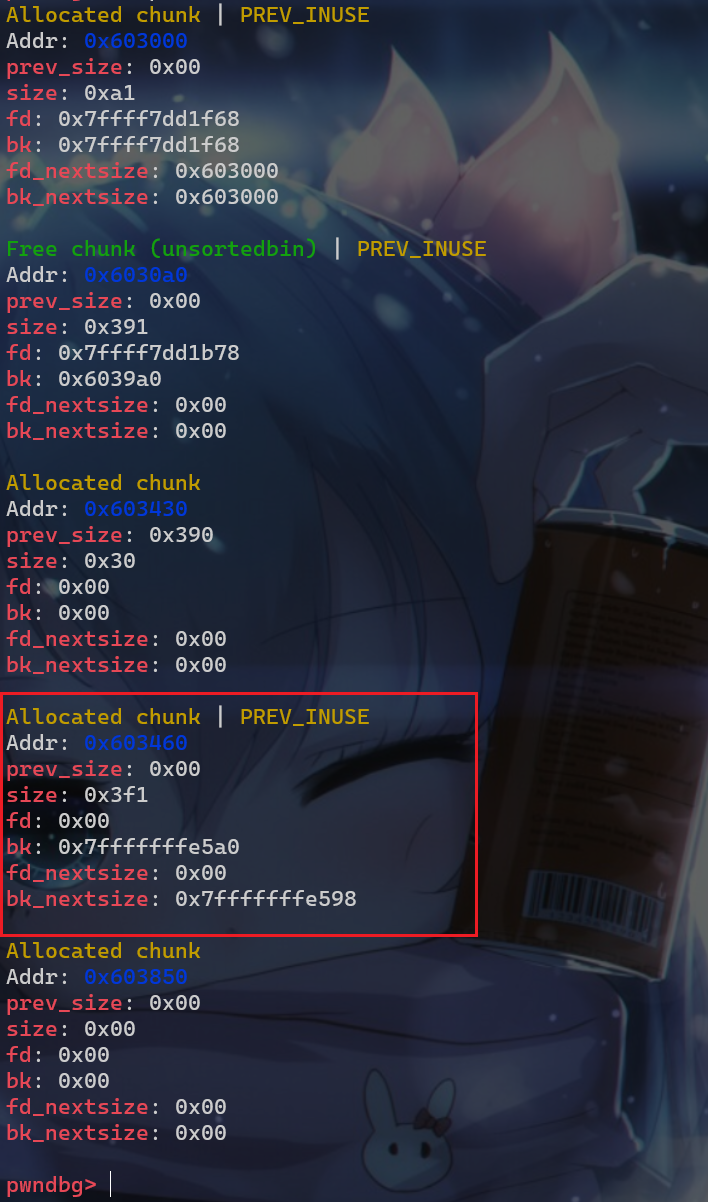 Allocated chunk | PREV_INUSE
Addr: 0x603000
prev_size: 0x00
size: 0xa1
fd: 0x7ffff7dd1f68
bk: 0x7ffff7dd1f68
fd_nextsize: 0x603000
bk_nextsize: 0x603000
Free chunk (unsortedbin) | PREV_INUSE
Addr: 0x6030a0
prev_size: 0x00
size: 0x391
fd: 0x7ffff7dd1b78
bk: 0x6039a0
fd_nextsize: 0x00
bk_nextsize: 0x00
Allocated chunk
Addr: 0x603430
prev_size: 0x390
size: 0x30
fd: 0x00
bk: 0x00
fd_nextsize: 0x00
bk_nextsize: 0x00
Allocated chunk | PREV_INUSE
Addr: 0x603460
prev_size: 0x00
size: 0x3f1
fd: 0x00
bk: 0x7fffffffe5a0
fd_nextsize: 0x00
bk_nextsize: 0x7fffffffe598
Allocated chunk
Addr: 0x603850
prev_size: 0x00
size: 0x00
fd: 0x00
bk: 0x00
fd_nextsize: 0x00
bk_nextsize: 0x00
pwndbg>